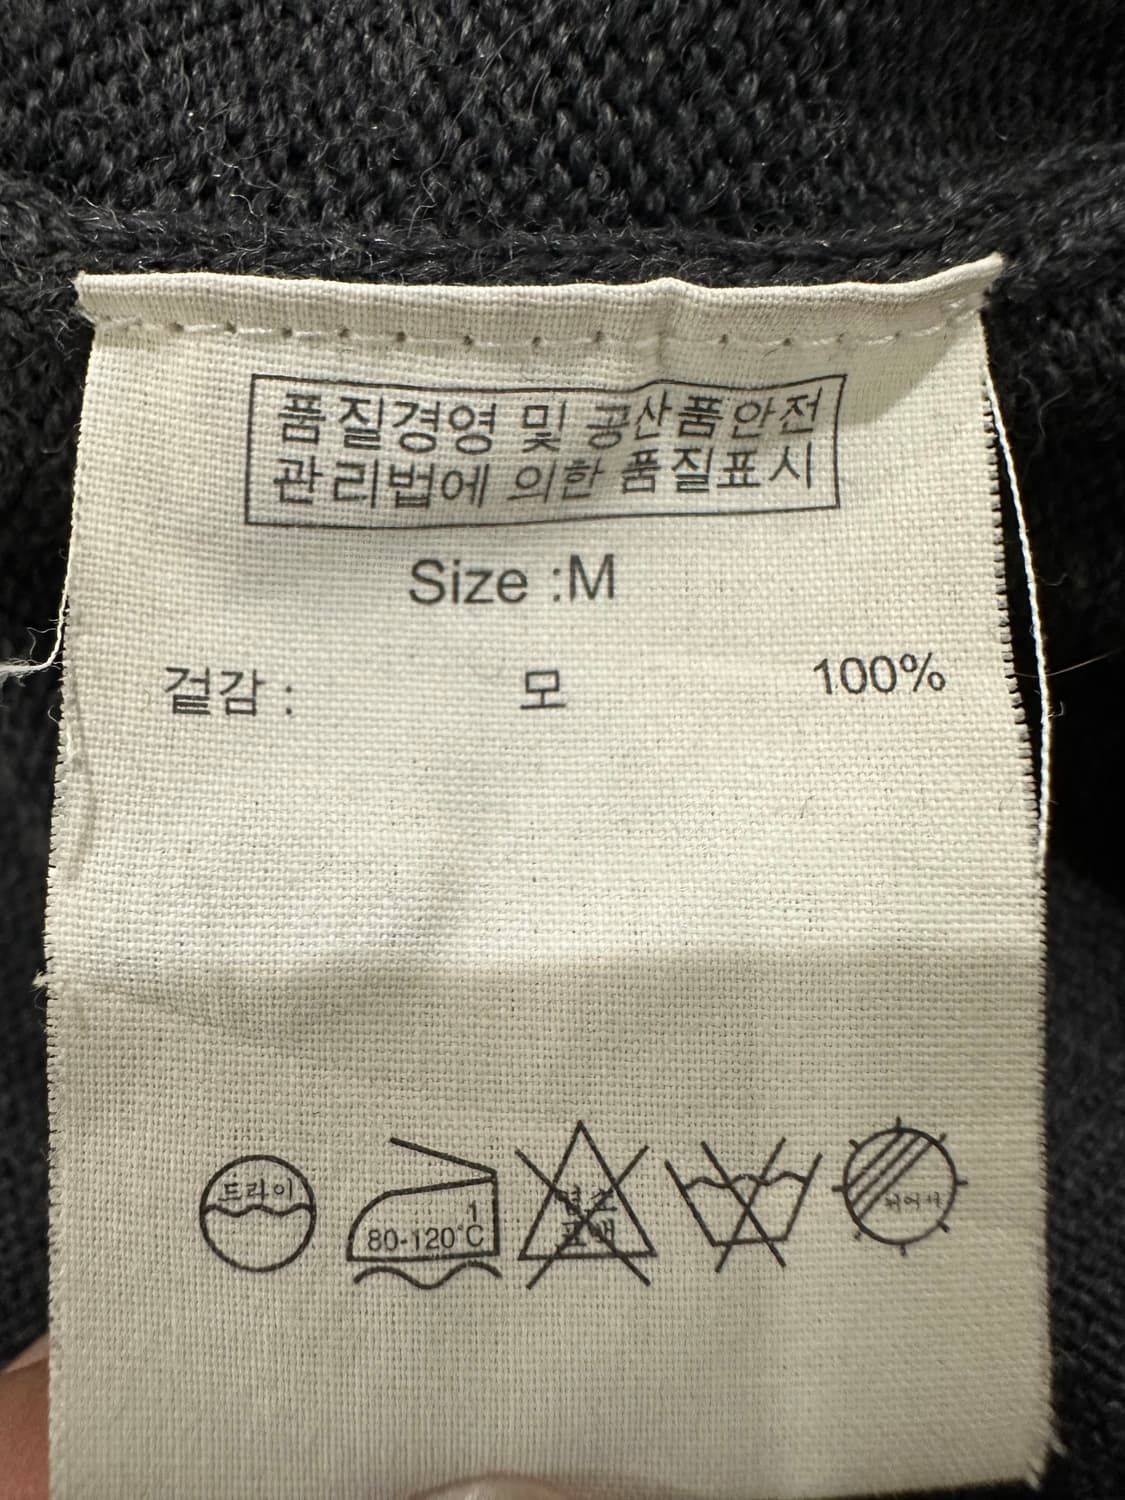 품질경영 및 공산품안전
관리법에 의한 품질표시
Size :M
겉감 : 모 100%
드라이
1
80-120°C
염소
표백
뉘어서